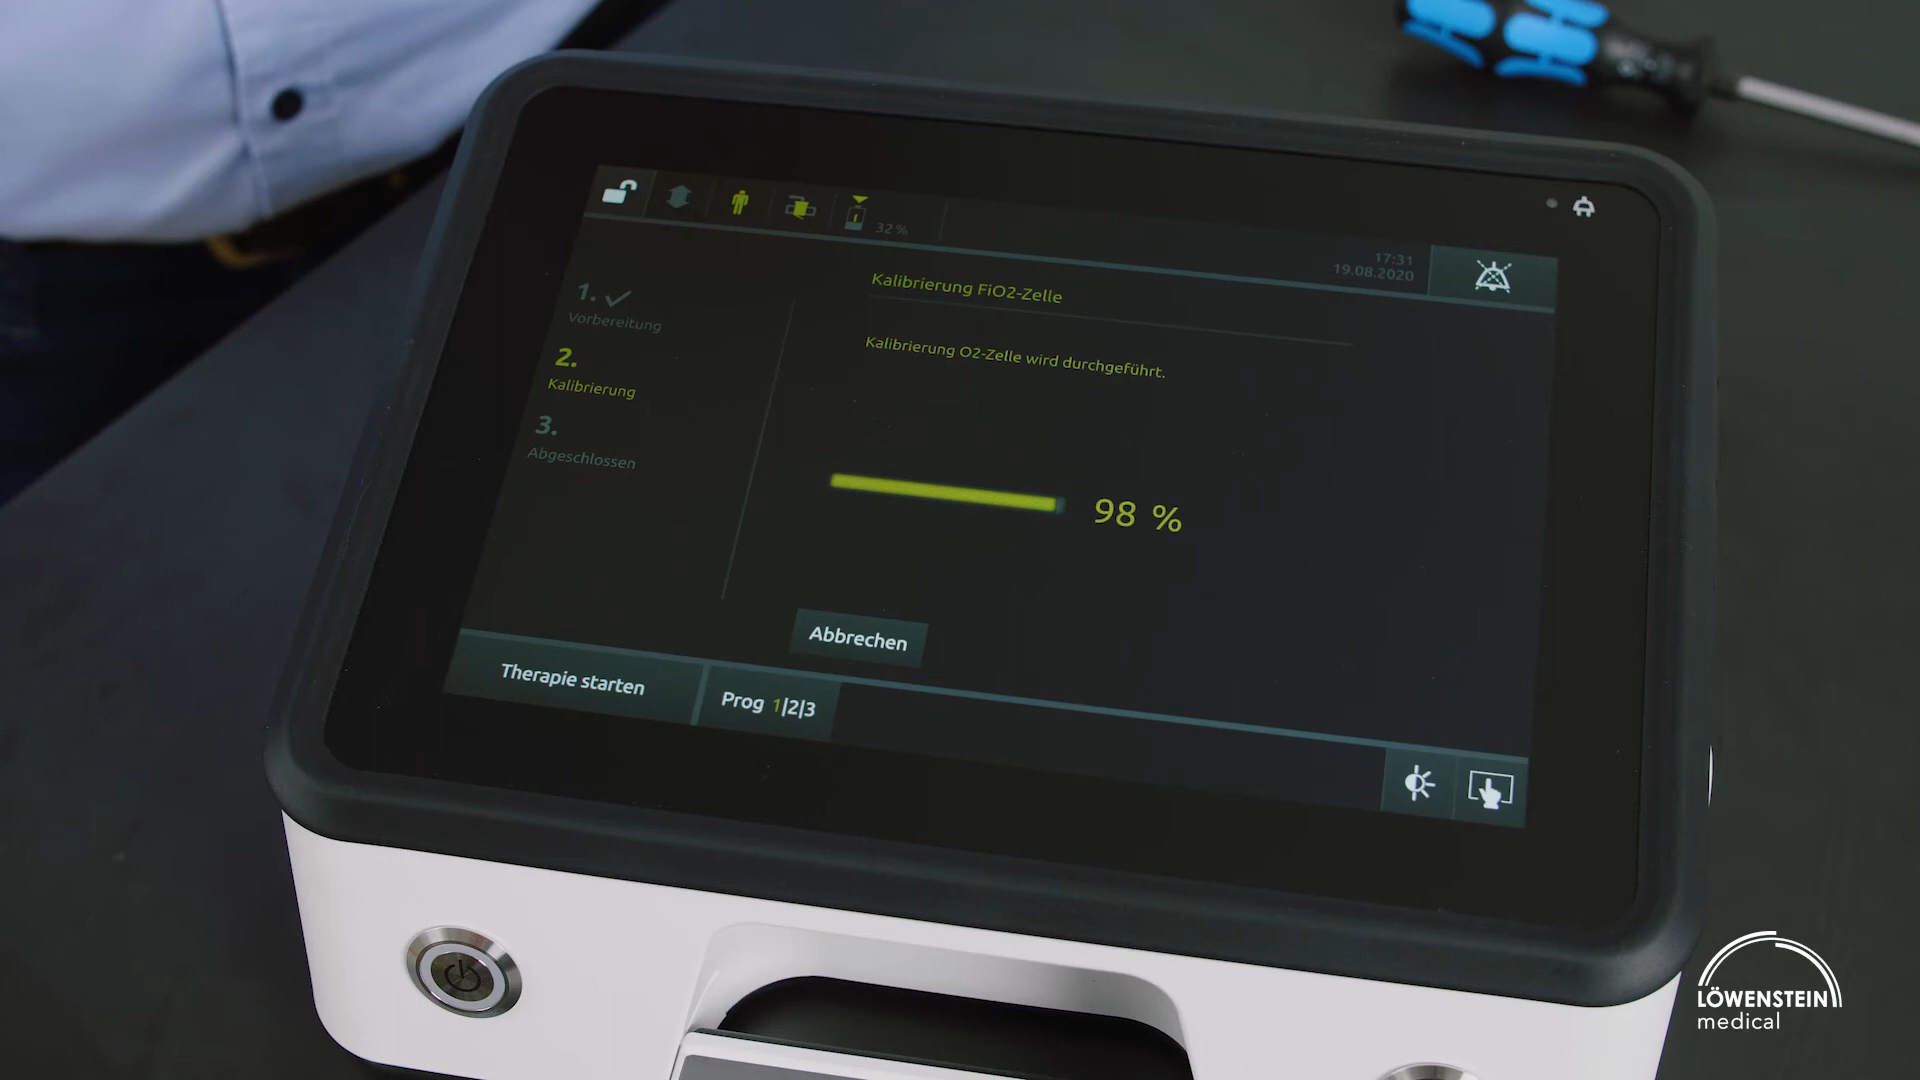 32 %
17:31
19.08.2020
Kalibrierung FiO2-Zelle
1.
Vorbereitung
2.
Kalibrierung
3.
Abgeschlossen
Kalibrierung O2-Zelle wird durchgeführt.
98 %
Abbrechen
Therapie starten
Prog 1|2|3
LÖWENSTEIN
medical